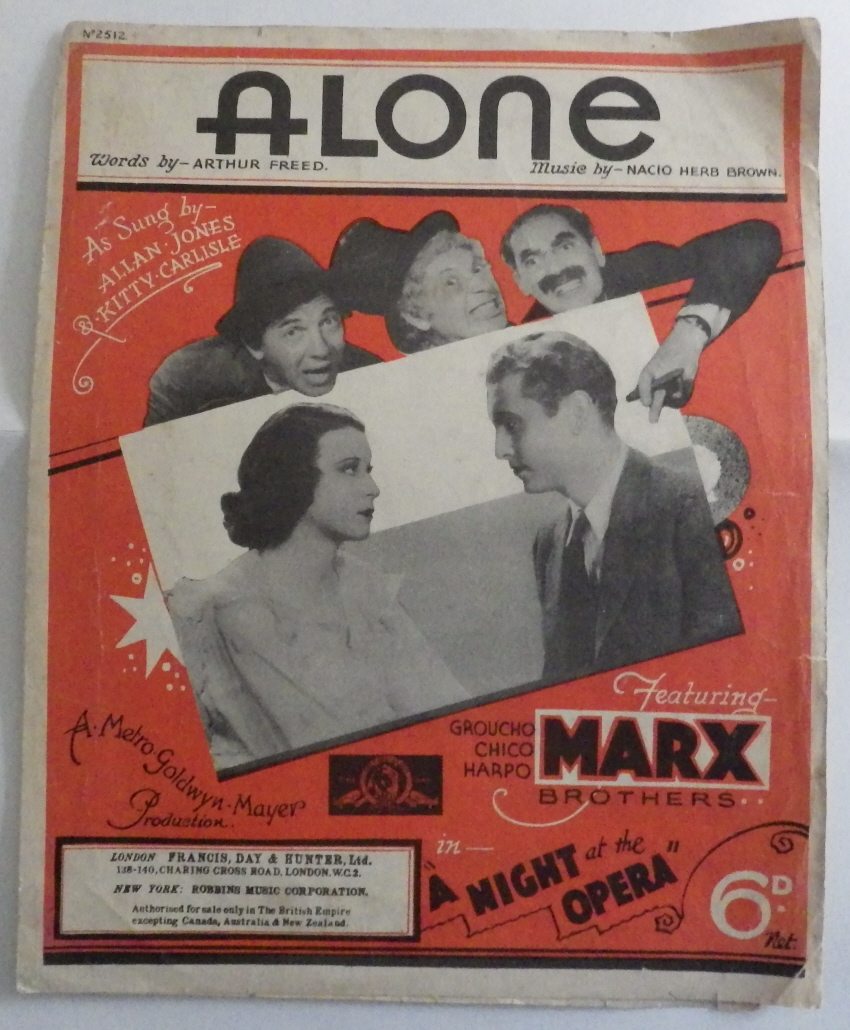 Nº 2512
ALONE
Words by- ARTHUR FREED.
Music by- NACIO HERB BROWN.
As Sung by-
ALLAN·JONES
&·KITTY·CARLISLE
Featuring-
GROUCHO
CHICO
HARPO
MARX
BROTHERS..
A·Metro·Goldwyn·Mayer
Production.
in-
"A NIGHT at the OPERA"
LONDON FRANCIS, DAY & HUNTER, Ltd.
138-140, CHARING CROSS ROAD, LONDON, W.C.2.
NEW YORK: ROBBINS MUSIC CORPORATION.
Authorised for sale only in The British Empire
excepting Canada, Australia & New Zealand.
6D.
Net.